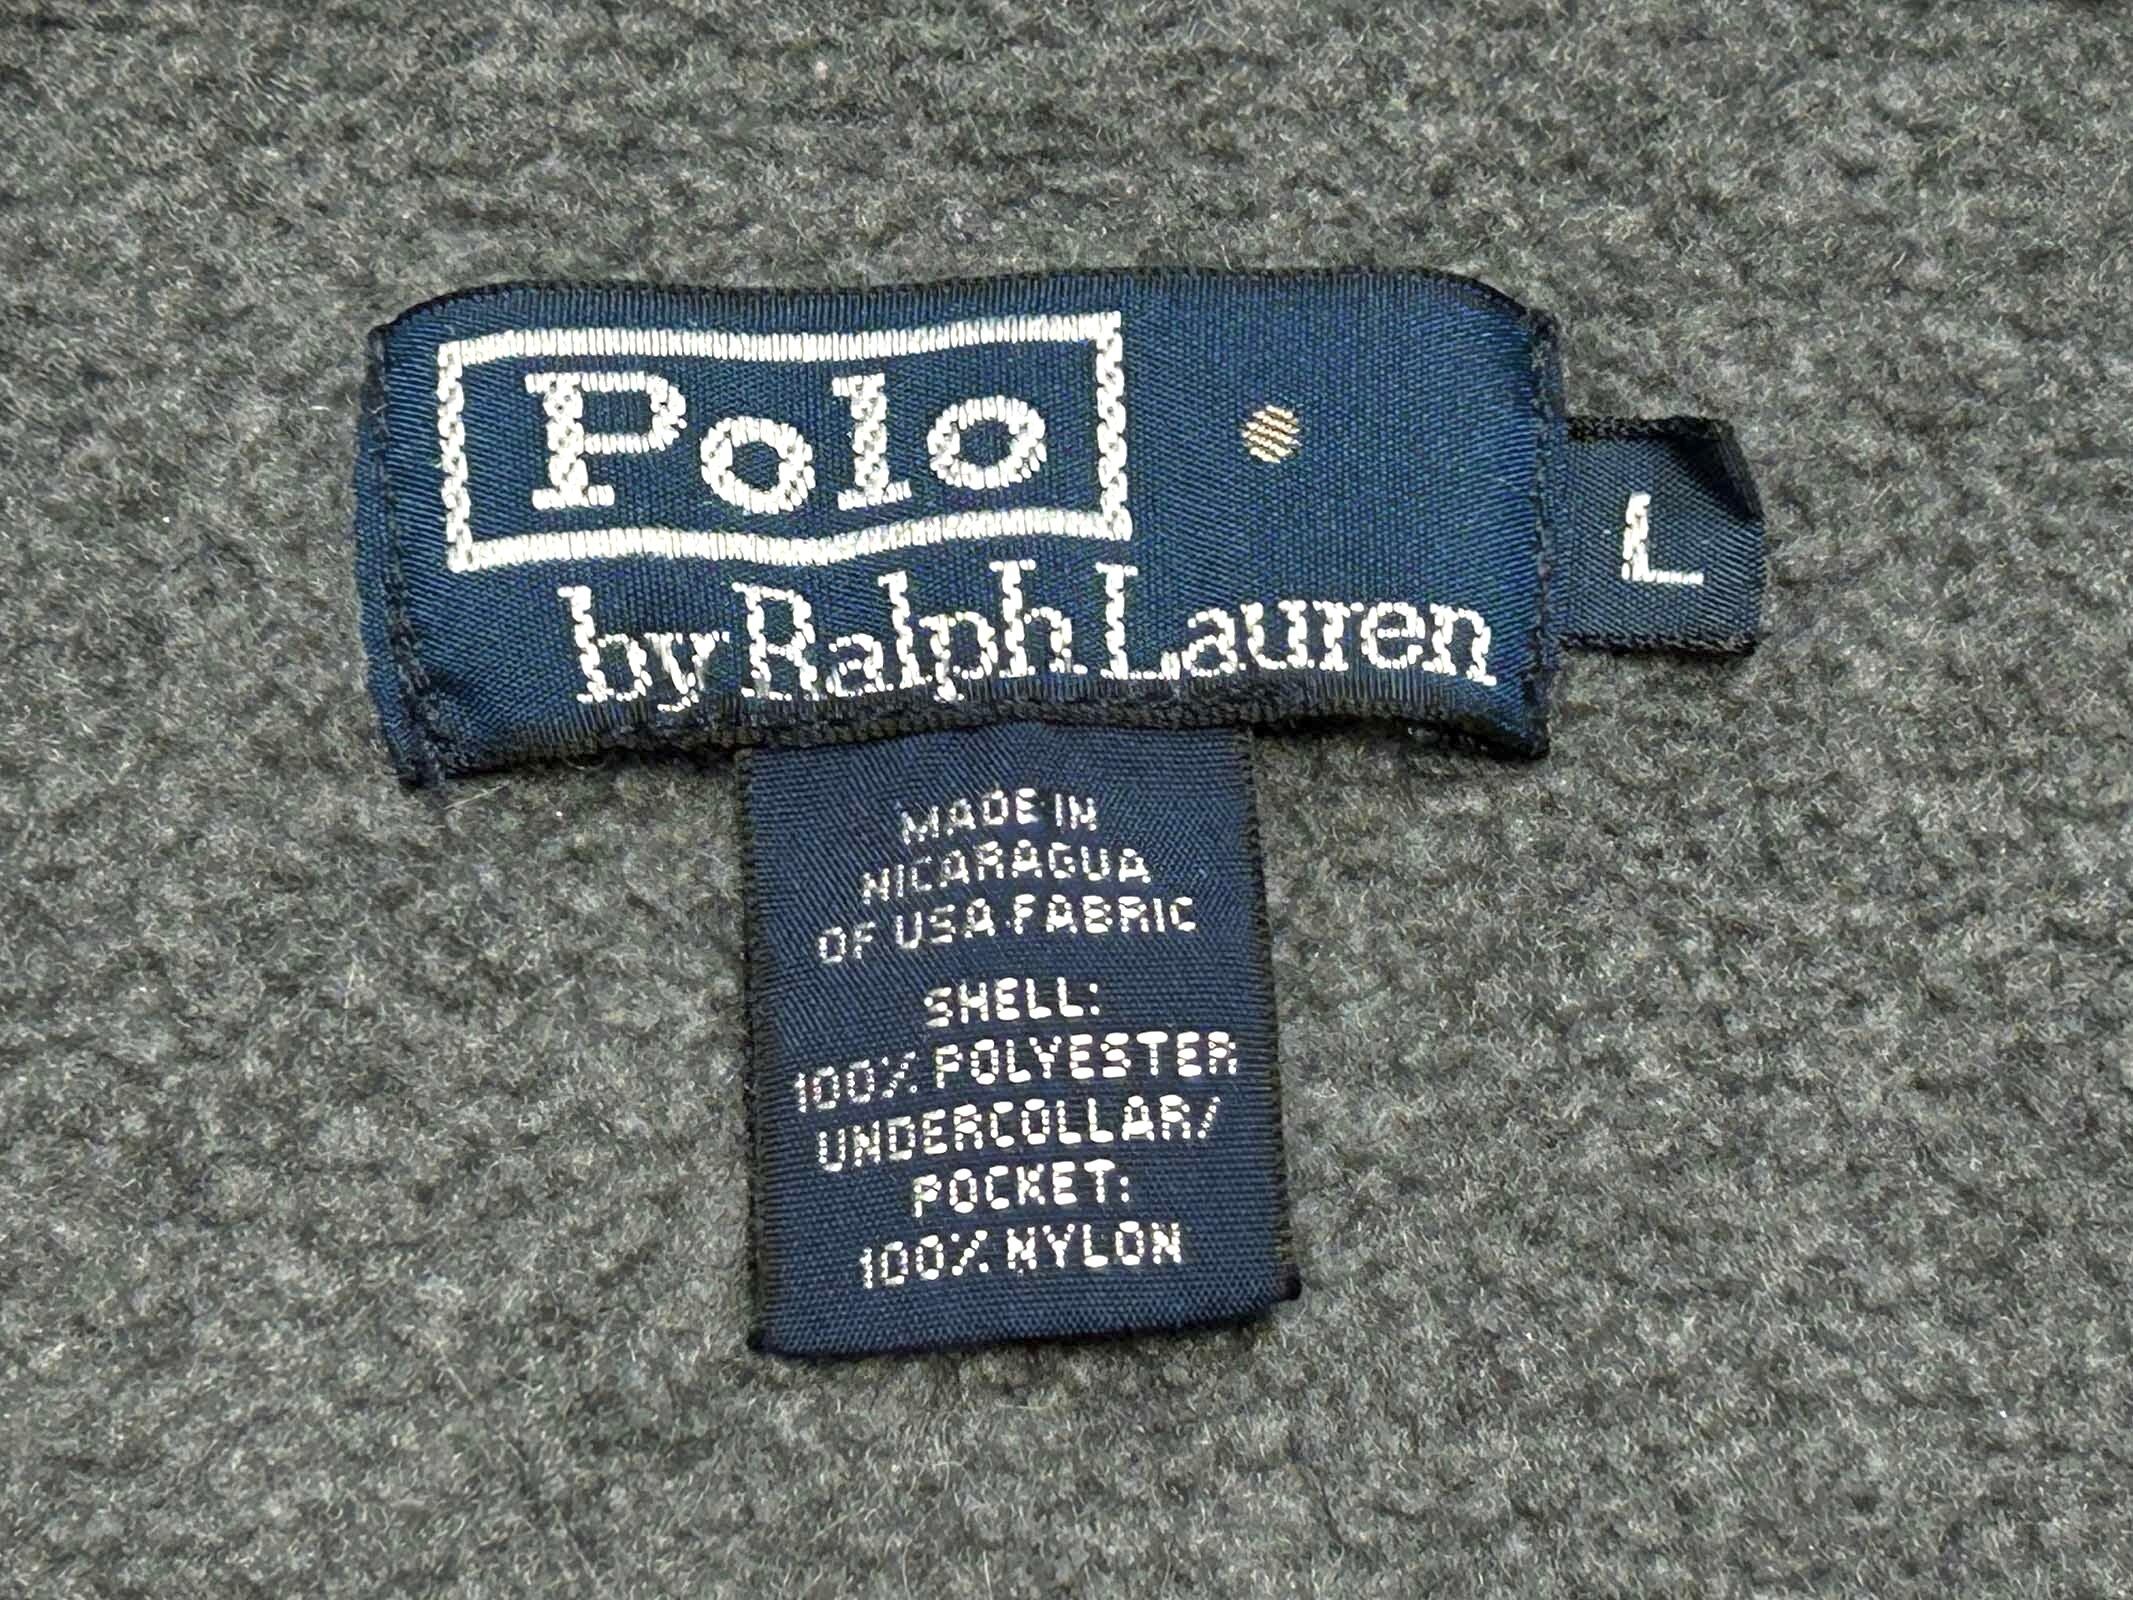 Polo
by Ralph Lauren
L
MADE IN
NICARAGUA
OF USA FABRIC
SHELL:
100% POLYESTER
UNDERCOLLAR/
POCKET:
100% NYLON